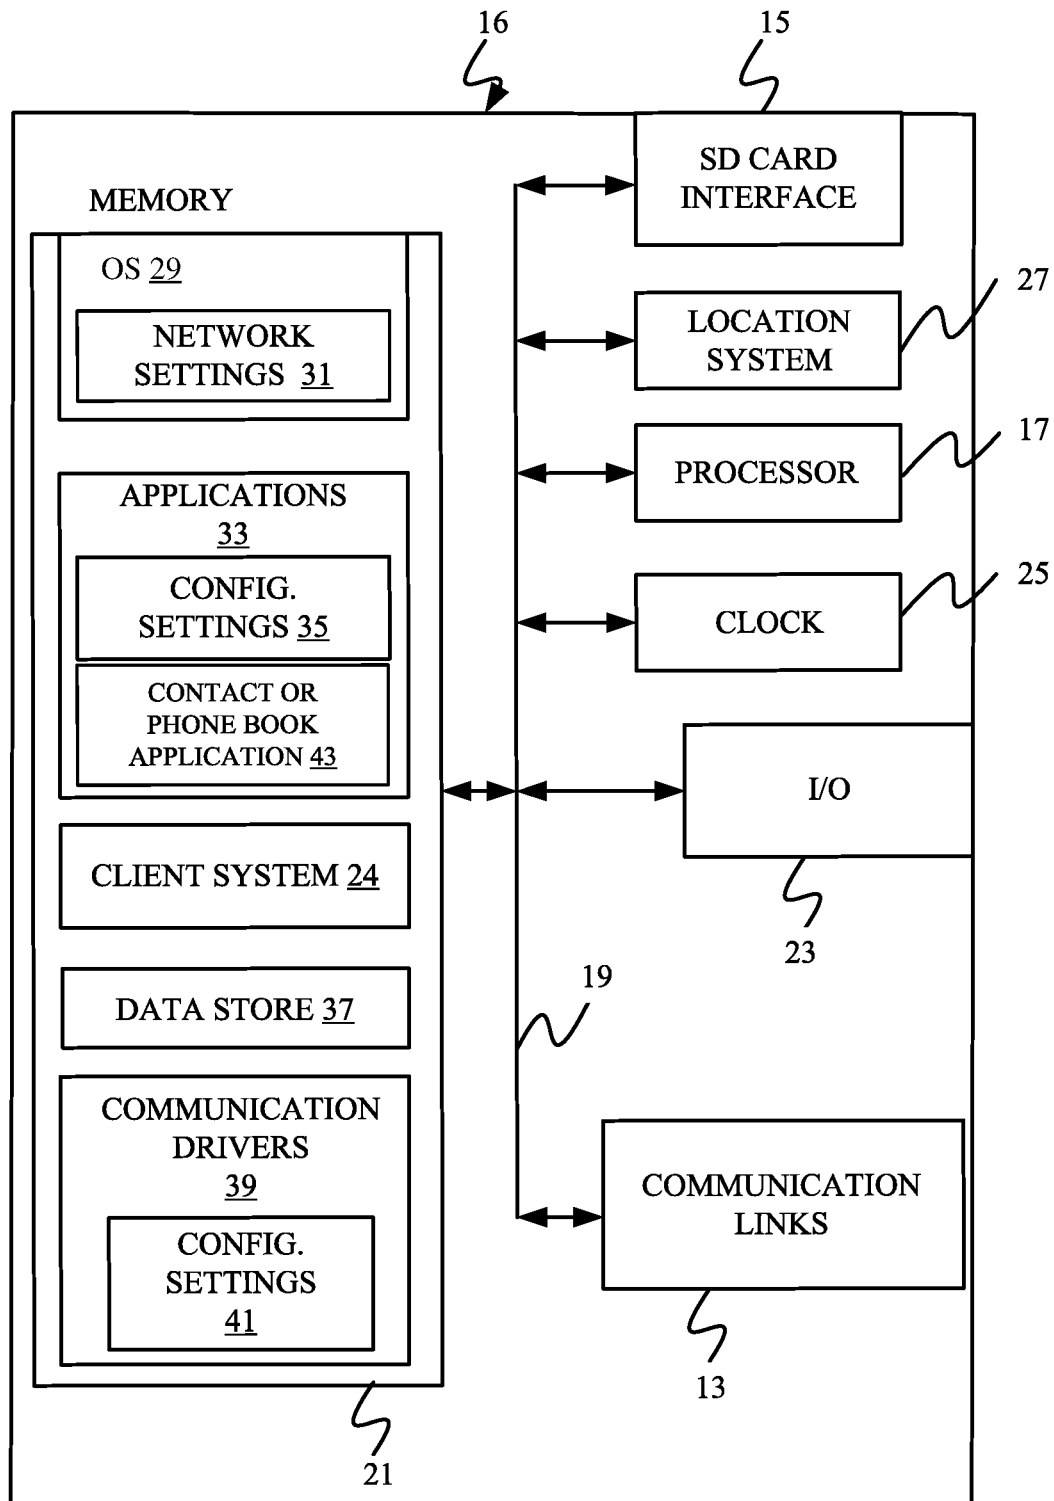 16
15
SD CARD
INTERFACE
MEMORY
OS 29
NETWORK
SETTINGS 31
27
LOCATION
SYSTEM
17
PROCESSOR
APPLICATIONS
33
CONFIG.
SETTINGS 35
CONTACT OR
PHONE BOOK
APPLICATION 43
25
CLOCK
I/O
23
CLIENT SYSTEM 24
19
DATA STORE 37
COMMUNICATION
DRIVERS
39
CONFIG.
SETTINGS
41
COMMUNICATION
LINKS
13
21